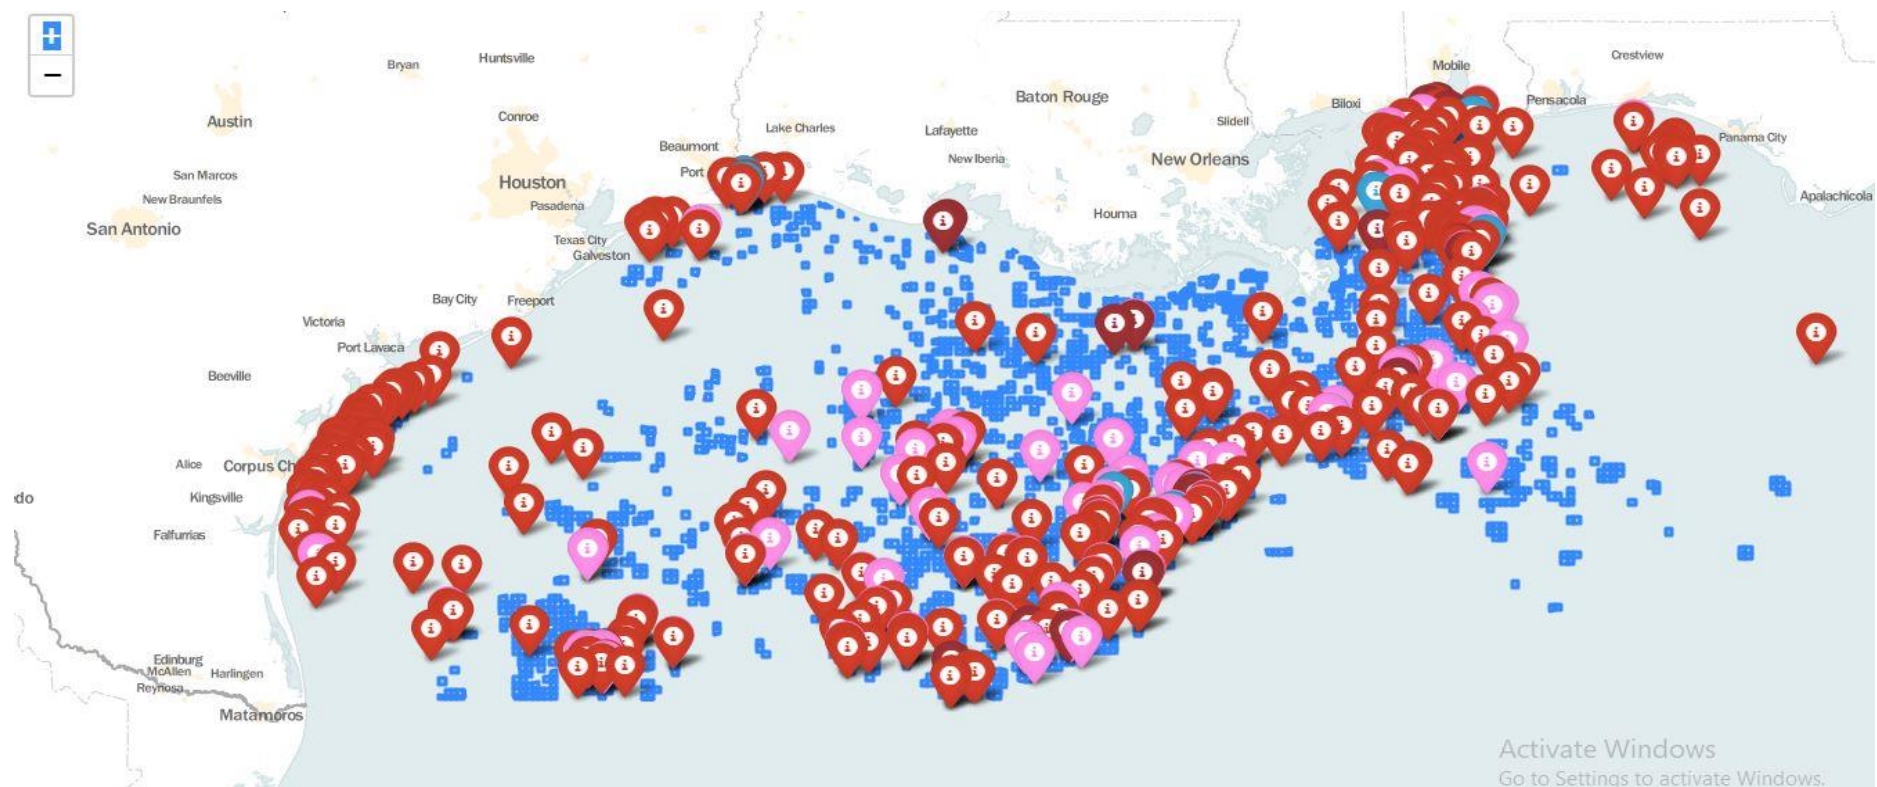 +
−
Bryan
Huntsville
Crestview
Mobile
Austin
Conroe
Baton Rouge
Biloxi
Pensacola
Slidell
Lake Charles
Lafayette
Panama City
Beaumont
New Iberia
New Orleans
San Marcos
Port
Houston
New Braunfels
Pasadena
Houma
Apalachicola
San Antonio
Texas City
Galveston
Bay City
Freeport
Victoria
Port Lavaca
Beeville
Alice
Corpus Ch
Kingsville
do
Falfurrias
Edinburg
McAllen
Harlingen
Reynosa
Matamoros
Activate Windows
Go to Settings to activate Windows.